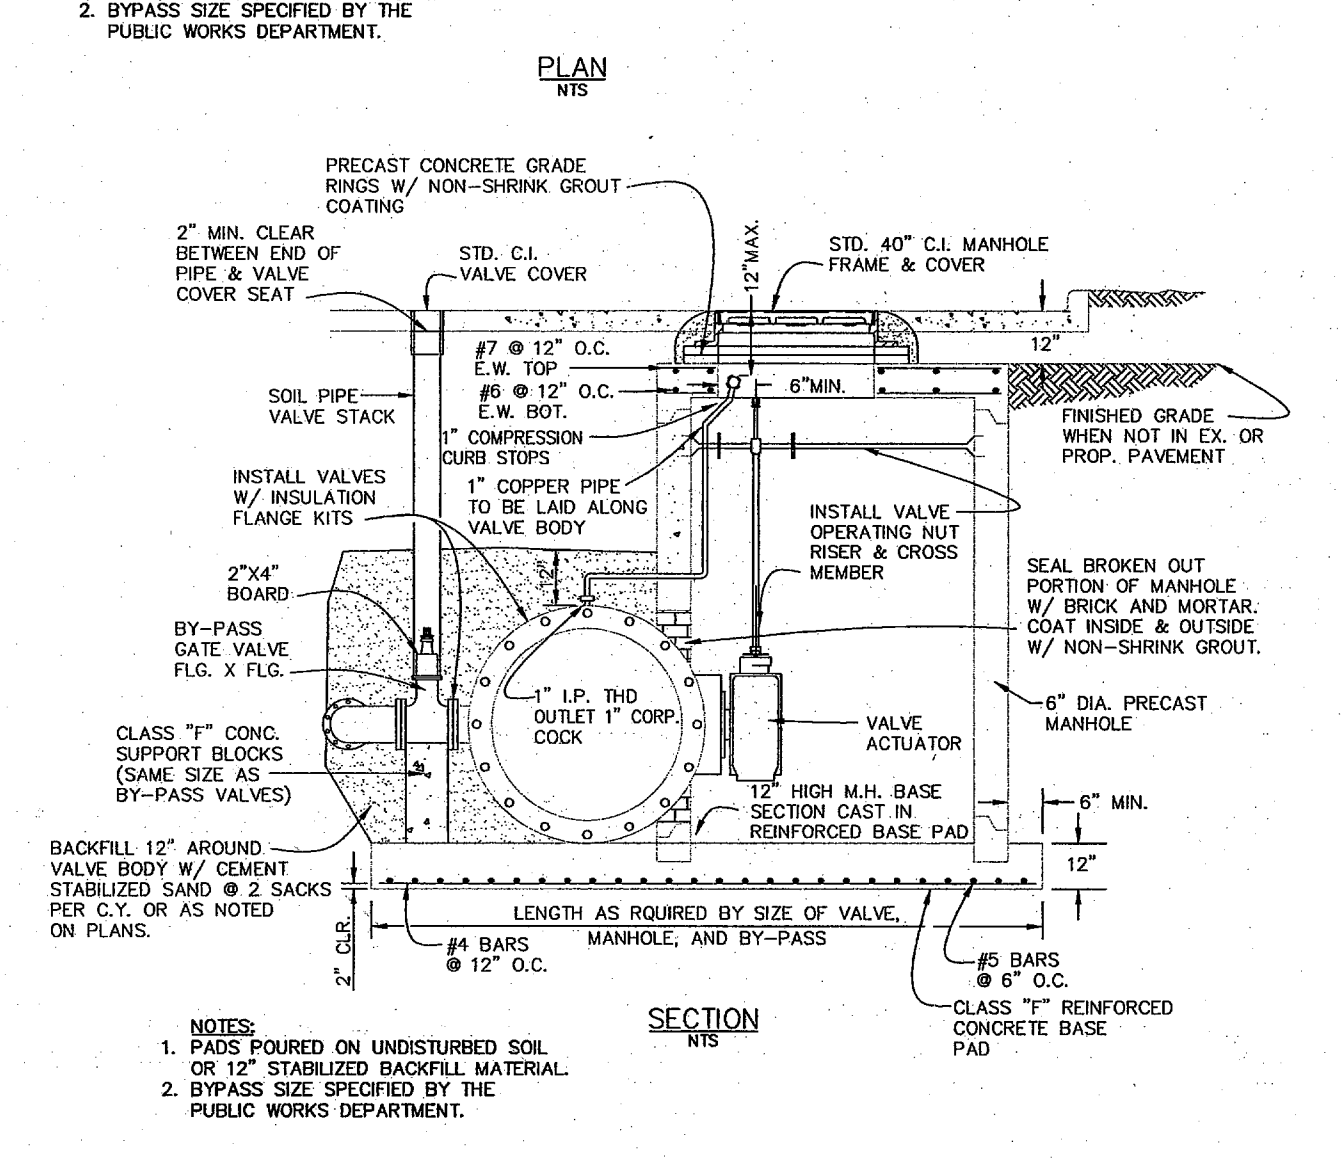 2. BYPASS SIZE SPECIFIED BY THE
PUBLIC WORKS DEPARTMENT.
PLAN
NTS
PRECAST CONCRETE GRADE
RINGS W/ NON-SHRINK GROUT
COATING
2" MIN. CLEAR
BETWEEN END OF
PIPE & VALVE
COVER SEAT
STD. C.I.
VALVE COVER
12"MAX.
STD. 40" C.I. MANHOLE
FRAME & COVER
#7 @ 12" O.C.
E.W. TOP
#6 @ 12" O.C.
E.W. BOT.
6"MIN.
12"
SOIL PIPE
VALVE STACK
1" COMPRESSION
CURB STOPS
FINISHED GRADE
WHEN NOT IN EX. OR
PROP. PAVEMENT
INSTALL VALVES
W/ INSULATION
FLANGE KITS
1" COPPER PIPE
TO BE LAID ALONG
VALVE BODY
INSTALL VALVE
OPERATING NUT
RISER & CROSS
MEMBER
12"
2"X4"
BOARD
SEAL BROKEN OUT
PORTION OF MANHOLE
W/ BRICK AND MORTAR.
COAT INSIDE & OUTSIDE
W/ NON-SHRINK GROUT.
BY-PASS
GATE VALVE
FLG. X FLG.
1" I.P. THD
OUTLET 1" CORP.
COCK
6" DIA. PRECAST
MANHOLE
VALVE
ACTUATOR
CLASS "F" CONC.
SUPPORT BLOCKS
(SAME SIZE AS
BY-PASS VALVES)
12" HIGH M.H. BASE
SECTION CAST IN
REINFORCED BASE PAD
6" MIN.
12"
BACKFILL 12" AROUND
VALVE BODY W/ CEMENT
STABILIZED SAND @ 2 SACKS
PER C.Y. OR AS NOTED
ON PLANS.
2" CLR.
LENGTH AS RQUIRED BY SIZE OF VALVE,
MANHOLE, AND BY-PASS
#4 BARS
@ 12" O.C.
#5 BARS
@ 6" O.C.
CLASS "F" REINFORCED
CONCRETE BASE
PAD
SECTION
NTS
NOTES:
1. PADS POURED ON UNDISTURBED SOIL
OR 12" STABILIZED BACKFILL MATERIAL.
2. BYPASS SIZE SPECIFIED BY THE
PUBLIC WORKS DEPARTMENT.